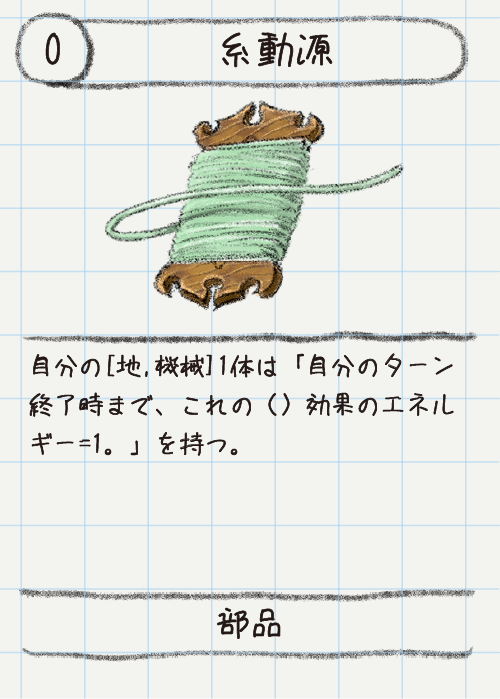 0
糸動源
自分の[地,機械]1体は「自分のターン
終了時まで、これの（）効果のエネル
ギー=1。」を持つ。
部品